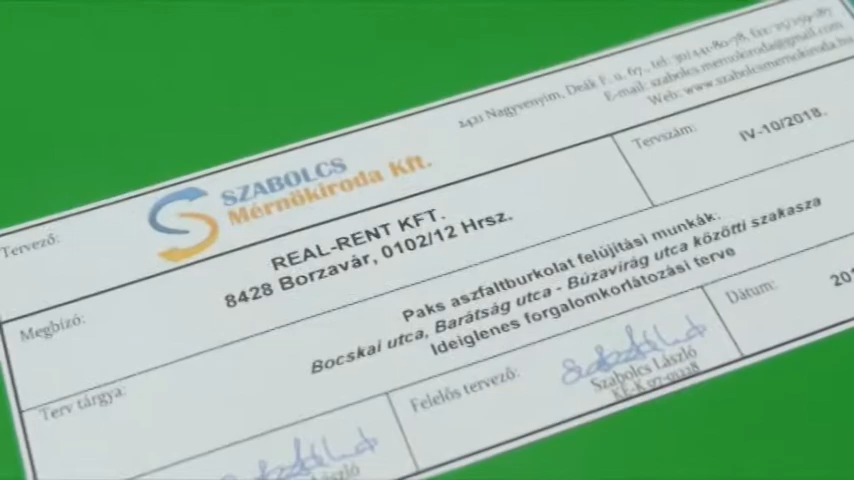 Tervező:
SZABOLCS
Mérnökiroda Kft.
2421 Nagyvenyim, Deák F. u. 67., tel: 30/441-80-78, fax: 25/259-187
E-mail: szabolcs.mernokiroda@gmail.com
Web: www.szabolcsmernokiroda.hu
Megbízó:
REAL-RENT KFT.
8428 Borzavár, 0102/12 Hrsz.
Tervszám:
IV-10/2018.
Terv tárgya:
Paks aszfaltburkolat felújítási munkák:
Bocskai utca, Barátság utca - Búzavirág utca közötti szakasza
Ideiglenes forgalomkorlátozási terve
Felelős tervező:
Szabolcs László
Dátum:
László